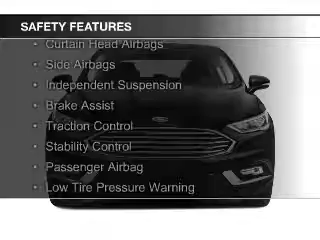 SAFETY FEATURES
• Curtain Head Airbags
• Side Airbags
• Independent Suspension
• Brake Assist
• Traction Control
• Stability Control
• Passenger Airbag
• Low Tire Pressure Warning
Ford